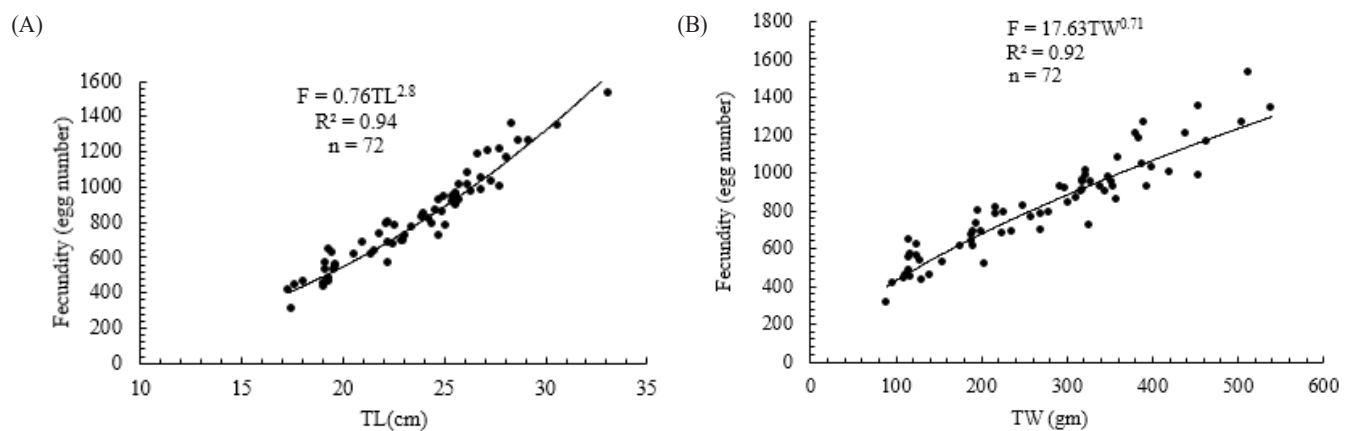 (A)
F = 0.76TL^2.8
R² = 0.94
n = 72
Fecundity (egg number)
1600
1400
1200
1000
800
600
400
200
0
10 15 20 25 30 35
TL(cm)
(B)
F = 17.63TW^0.71
R² = 0.92
n = 72
Fecundity (egg number)
1800
1600
1400
1200
1000
800
600
400
200
0
0 100 200 300 400 500 600
TW (gm)